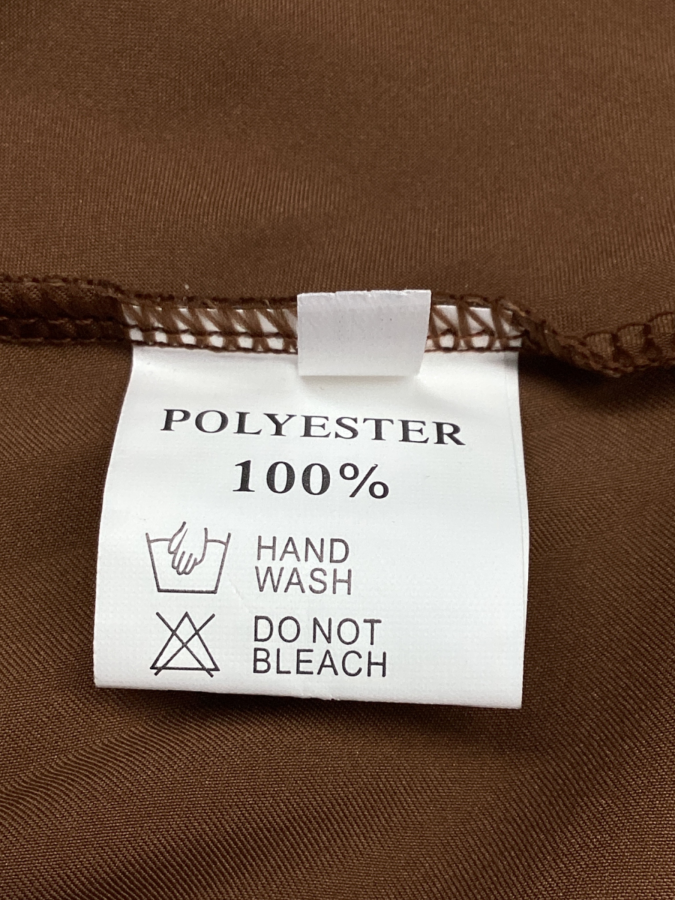 POLYESTER
100%
HAND
WASH
DO NOT
BLEACH